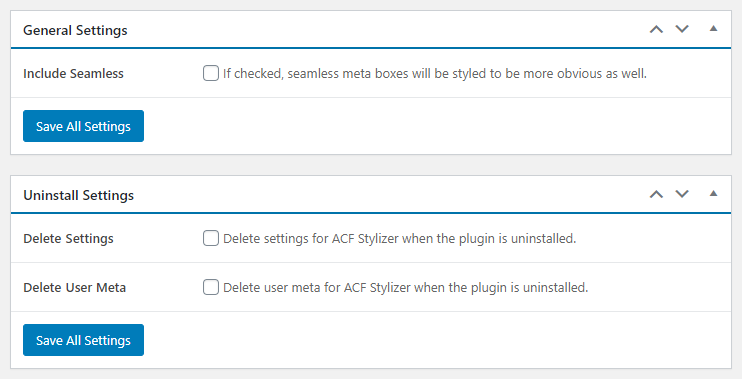 General Settings
Include Seamless If checked, seamless meta boxes will be styled to be more obvious as well.
Save All Settings
Uninstall Settings
Delete Settings Delete settings for ACF Stylizer when the plugin is uninstalled.
Delete User Meta Delete user meta for ACF Stylizer when the plugin is uninstalled.
Save All Settings